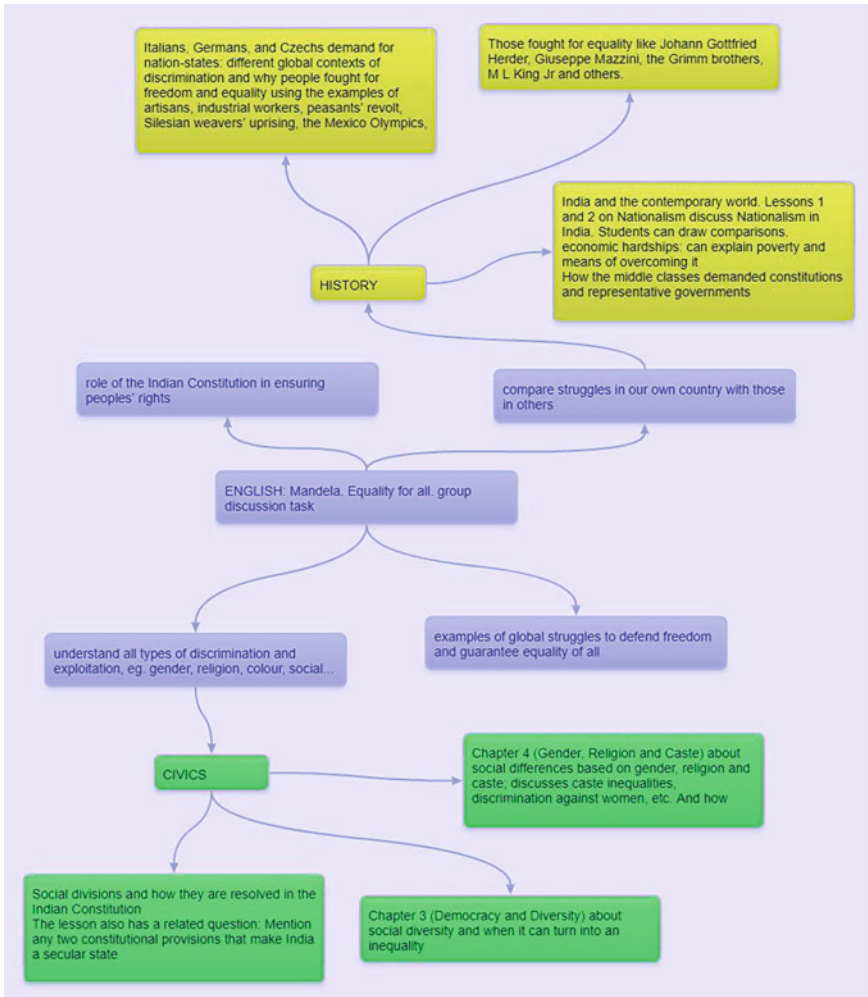 Italians, Germans, and Czechs demand for
nation-states: different global contexts of
discrimination and why people fought for
freedom and equality using the examples of
artisans, industrial workers, peasants' revolt,
Silesian weavers' uprising, the Mexico Olympics,
Those fought for equality like Johann Gottfried
Herder, Giuseppe Mazzini, the Grimm brothers,
M L King Jr and others.
India and the contemporary world. Lessons 1
and 2 on Nationalism discuss Nationalism in
India. Students can draw comparisons.
economic hardships: can explain poverty and
means of overcoming it
How the middle classes demanded constitutions
and representative governments
HISTORY
role of the Indian Constitution in ensuring
peoples' rights
compare struggles in our own country with those
in others
ENGLISH: Mandela. Equality for all. group
discussion task
understand all types of discrimination and
exploitation, eg. gender, religion, colour, social...
examples of global struggles to defend freedom
and guarantee equality of all
CIVICS
Chapter 4 (Gender, Religion and Caste) about
social differences based on gender, religion and
caste; discusses caste inequalities,
discrimination against women, etc. And how
Social divisions and how they are resolved in the
Indian Constitution
The lesson also has a related question: Mention
any two constitutional provisions that make India
a secular state
Chapter 3 (Democracy and Diversity) about
social diversity and when it can turn into an
inequality